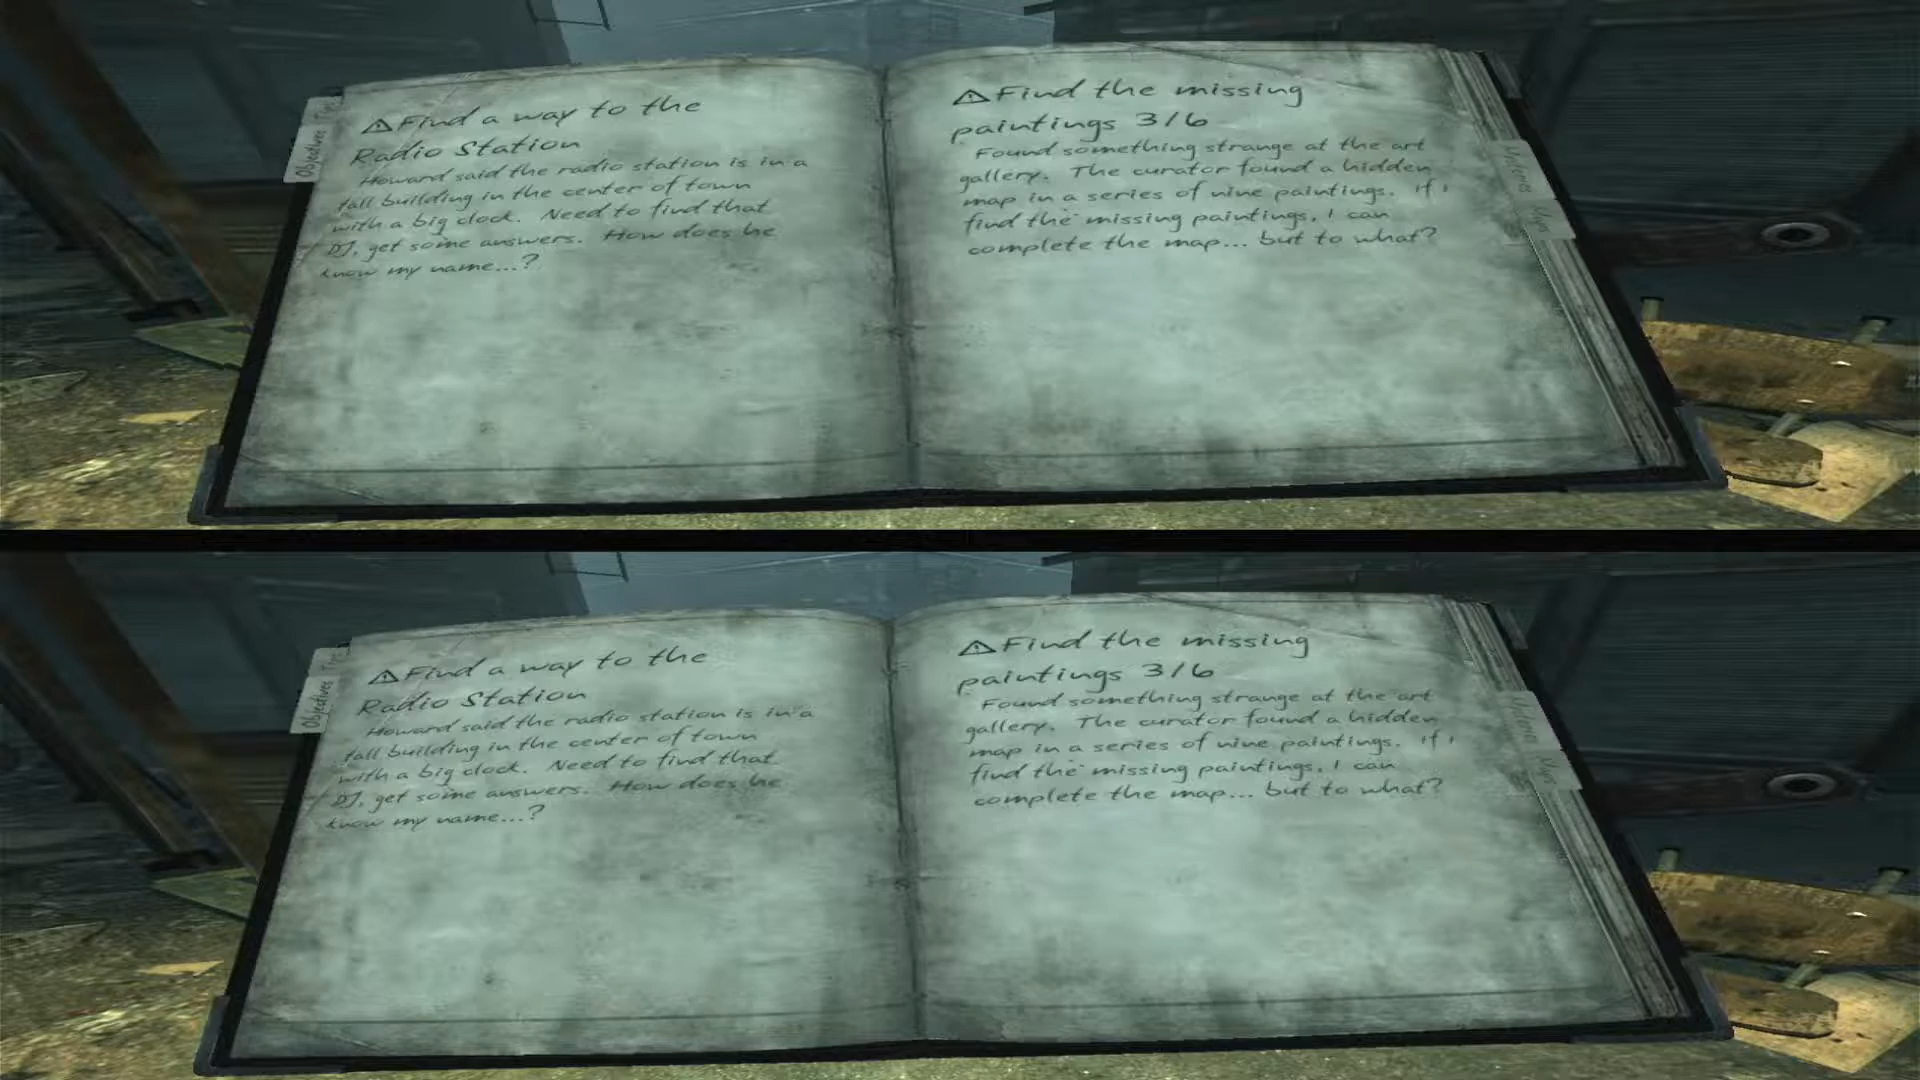 Objectives
⚠Find a way to the
Radio Station
Howard said the radio station is in a
tall building in the center of town
with a big clock. Need to find that
DJ, get some answers. How does he
know my name...?
⚠Find the missing
paintings 3/6
Found something strange at the art
gallery. The curator found a hidden
map in a series of nine paintings. If I
find the missing paintings, I can
complete the map... but to what?
Mysteries
Maps
Objectives
⚠Find a way to the
Radio Station
Howard said the radio station is in a
tall building in the center of town
with a big clock. Need to find that
DJ, get some answers. How does he
know my name...?
⚠Find the missing
paintings 3/6
Found something strange at the art
gallery. The curator found a hidden
map in a series of nine paintings. If I
find the missing paintings, I can
complete the map... but to what?
Mysteries
Maps